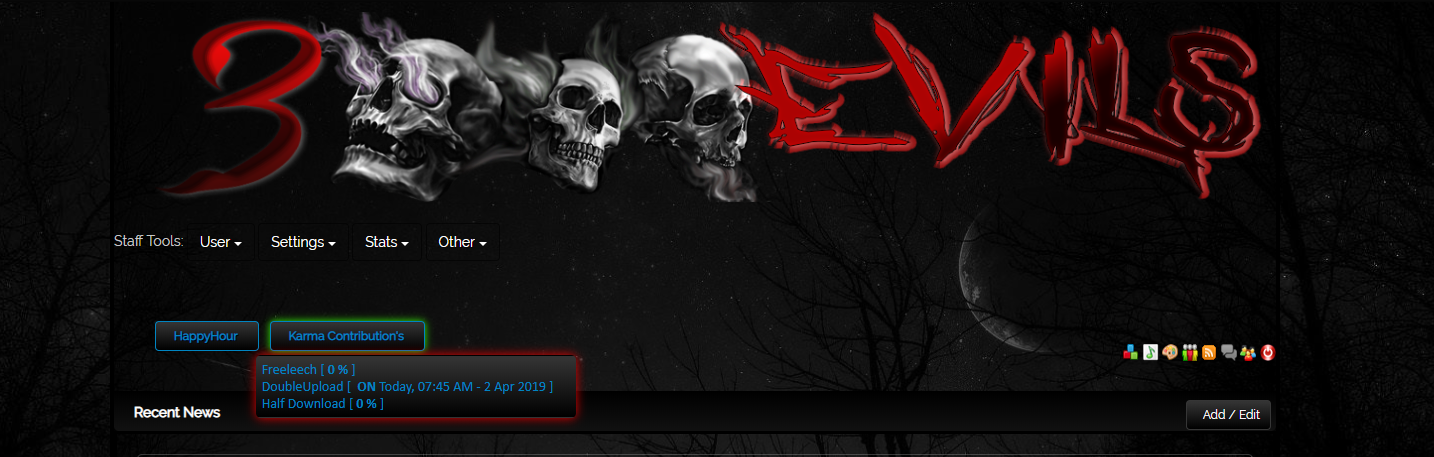 3 EVILS
Staff Tools: User Settings Stats Other
HappyHour Karma Contribution's
Freeleech [ 0 % ]
DoubleUpload [ ON Today, 07:45 AM - 2 Apr 2019 ]
Half Download [ 0 % ]
Recent News Add / Edit